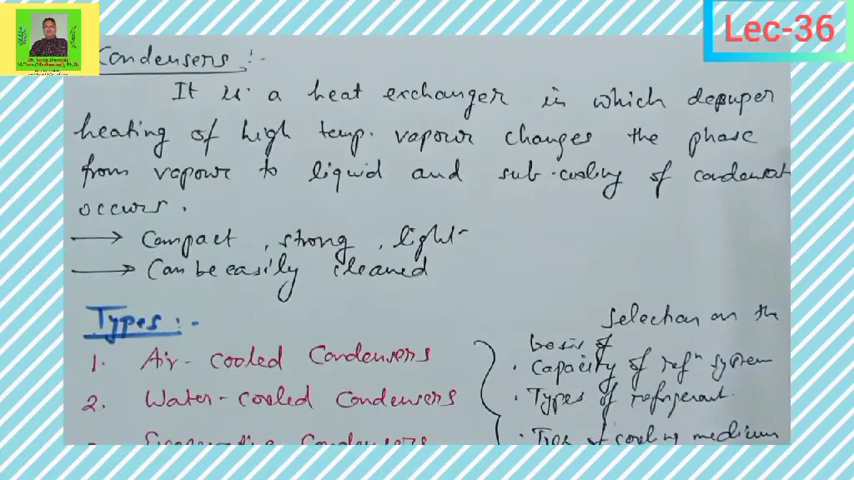 Lec-36
Condensers :-
It is a heat exchanger in which desuper
heating of high temp. vapour changes the phase
from vapour to liquid and sub-cooling of condensat
occurs.
→ Compact, strong, light
→ Can be easily cleaned
Types :-
1. Air-cooled Condensers
2. Water-cooled Condensers
Condensers
Selection on the
basis of
· Capacity of refn system
· Types of refrigerant.
· Type of cooling medium